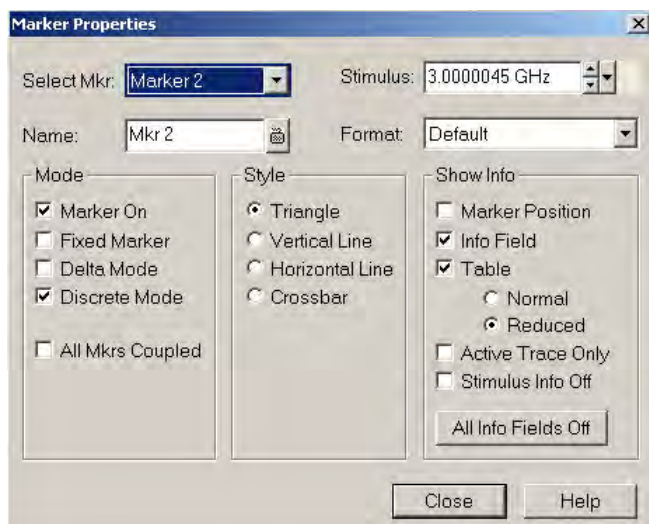 Marker Properties
Select Mkr: Marker 2 Stimulus: 3.0000045 GHz
Name: Mkr 2 Format: Default
Mode
Marker On
Fixed Marker
Delta Mode
Discrete Mode
All Mkrs Coupled
Style
Triangle
Vertical Line
Horizontal Line
Crossbar
Show Info
Marker Position
Info Field
Table
Normal
Reduced
Active Trace Only
Stimulus Info Off
All Info Fields Off
Close Help